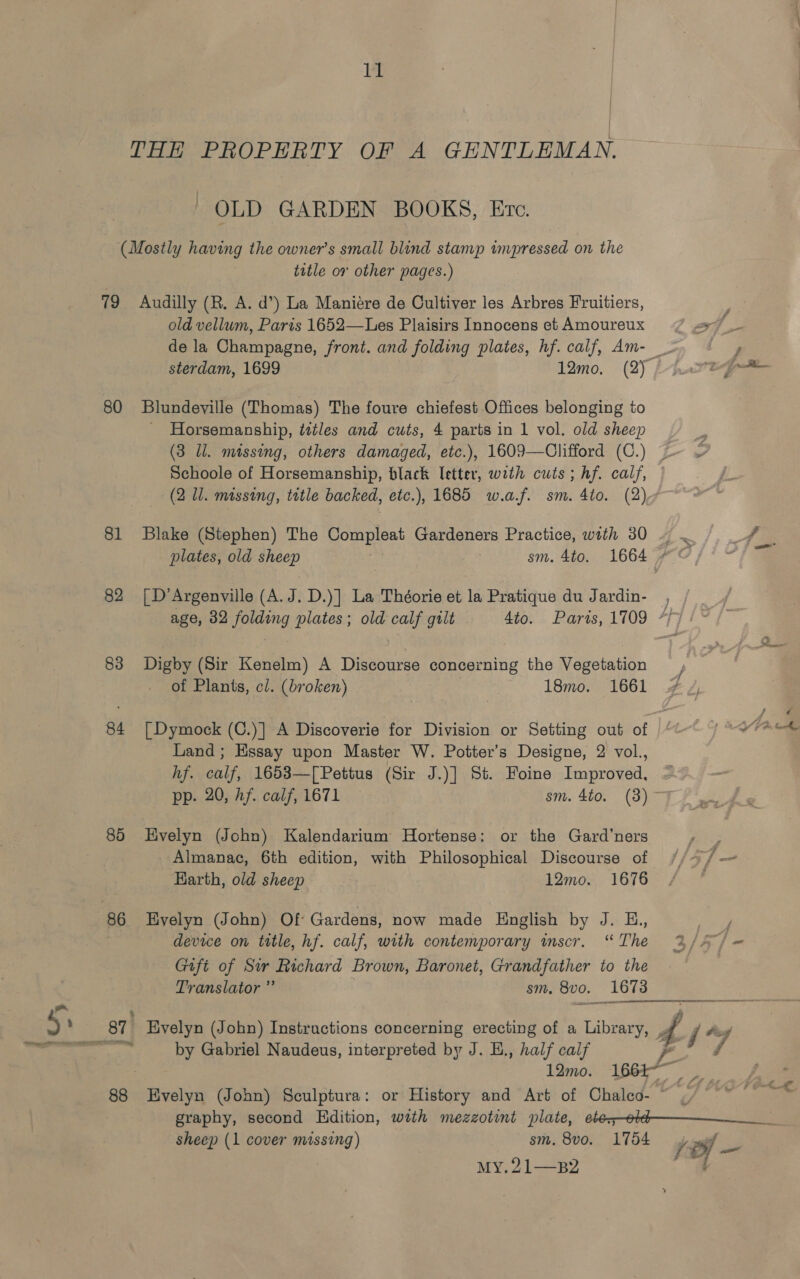 11
THE PROPERTY OF A GENTLEMAN.
OLD GARDEN BOOKS, ETC.
(Mostly having the owner's small blind stamp impressed on the
title or other pages.)
79 Audilly (R. A. d') La Maniére de Cultiver les Arbres Fruitiers,
old vellum, Paris 1652—Les Plaisirs Innocens et Amoureux
de la Champagne, front. and folding plates, hf. calf, Am-
sterdam, 1699 12mo. (2)
80 Blundeville (Thomas) The foure chiefest Offices belonging to
Horsemanship, titles and cuts, 4 parts in 1 vol. old sheep
(3 ll. missing, others damaged, etc.), 1609—Clifford (C.)
Schoole of Horsemanship, black letter, with cuts; hf. calf,
(2 ll. missing, title backed, etc.), 1685 w.a.f. sm. 4to. (2)
81 Blake (Stephen) The Compleat Gardeners Practice, with 30
plates, old sheep sm. 4to. 1664
82 [D'Argenville (A. J. D.)] La Théorie et la Pratique du Jardin-
age, 32 folding plates; old calf gilt 4to. Paris, 1709
83 Digby (Sir Kenelm) A Discourse concerning the Vegetation
of Plants, cl. (broken) 18mo. 1661
84 [Dymock (C.)] A Discoverie for Division or Setting out of
Land; Essay upon Master W. Potter's Designe, 2 vol.,
hf. calf, 1653—[Pettus (Sir J.)] St. Foine Improved,
pp. 20, hf. calf, 1671 sm. 4to. (3)
85 Evelyn (John) Kalendarium Hortense: or the Gard'ners
Almanac, 6th edition, with Philosophical Discourse of
Earth, old sheep 12mo. 1676
86 Evelyn (John) Of Gardens, now made English by J. E.,
device on title, hf. calf, with contemporary inscr. “The
Gift of Sir Richard Brown, Baronet, Grandfather to the
Translator” sm. 8vo. 1673
87 Evelyn (John) Instructions concerning erecting of a Library,
by Gabriel Naudeus, interpreted by J. E., half calf
12mo. 1661
88 Evelyn (John) Sculptura: or History and Art of Chalco-
graphy, second Edition, with mezzotint plate, etc., old
sheep (1 cover missing) sm. 8vo. 1754
MY.21—B2